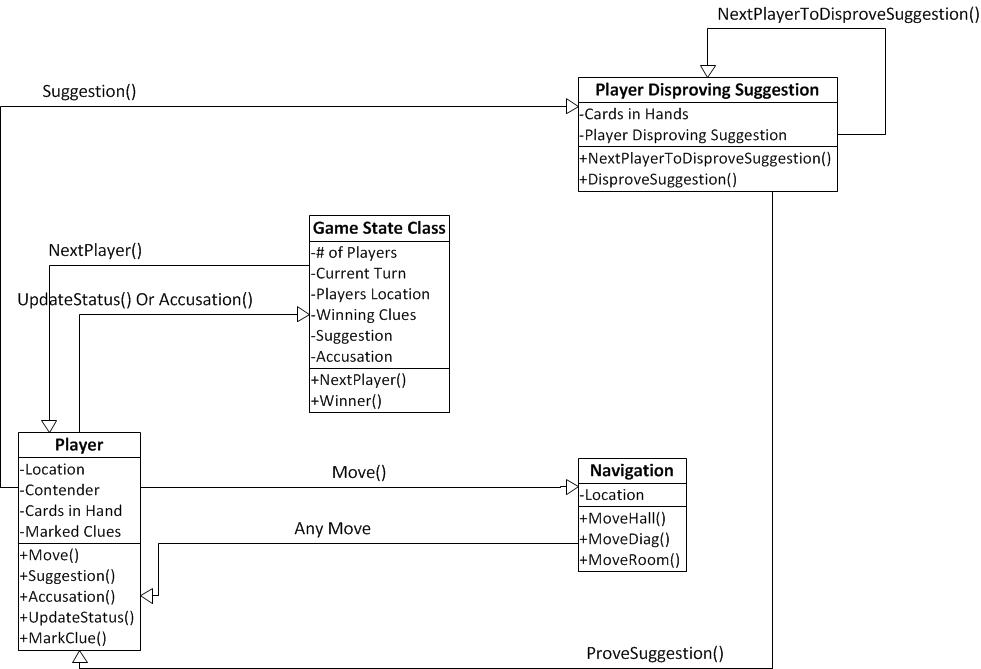 NextPlayerToDisproveSuggestion()
Suggestion()
Player Disproving Suggestion
-Cards in Hands
-Player Disproving Suggestion
+NextPlayerToDisproveSuggestion()
+DisproveSuggestion()
Game State Class
-# of Players
-Current Turn
-Players Location
-Winning Clues
-Suggestion
-Accusation
+NextPlayer()
+Winner()
NextPlayer()
UpdateStatus() Or Accusation()
Player
-Location
-Contender
-Cards in Hand
-Marked Clues
+Move()
+Suggestion()
+Accusation()
+UpdateStatus()
+MarkClue()
Move()
Any Move
Navigation
-Location
+MoveHall()
+MoveDiag()
+MoveRoom()
ProveSuggestion()